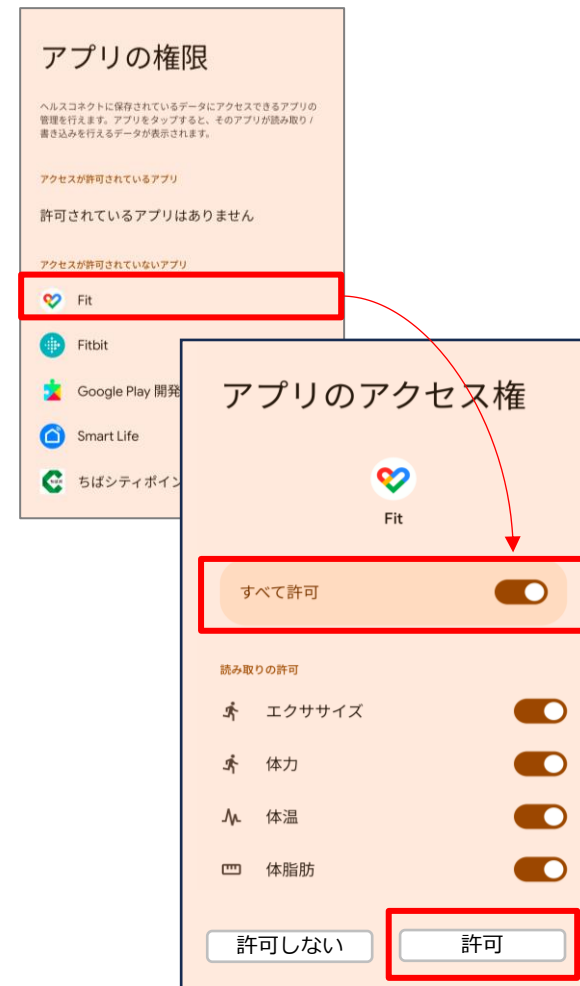 アプリの権限
ヘルスコネクトに保存されているデータにアクセスできるアプリの
管理を行えます。アプリをタップすると、そのアプリが読み取り /
書き込みを行えるデータが表示されます。
アクセスが許可されているアプリ
許可されているアプリはありません
アクセスが許可されていないアプリ
Fit
Fitbit
Google Play 開発
Smart Life
ちばシティポイン
アプリのアクセス権
Fit
すべて許可
読み取りの許可
エクササイズ
体力
体温
体脂肪
許可しない
許可